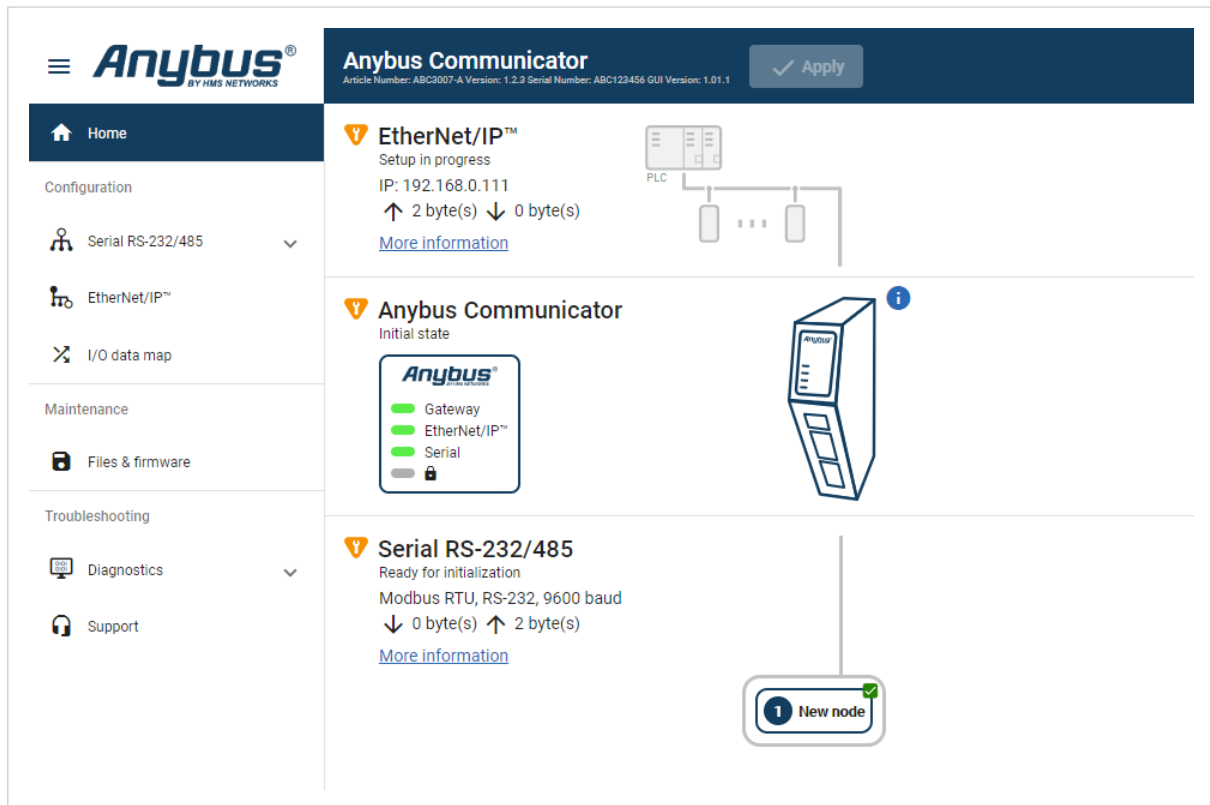 Anybus®
BY HMS NETWORKS
Anybus Communicator
Article Number: ABC3007-A Version: 1.2.3 Serial Number: ABC123456 GUI Version: 1.01.1
Apply
Home
Configuration
Serial RS-232/485
EtherNet/IP™
I/O data map
Maintenance
Files & firmware
Troubleshooting
Diagnostics
Support
EtherNet/IP™
Setup in progress
IP: 192.168.0.111
2 byte(s) 0 byte(s)
More information
PLC
Anybus Communicator
Initial state
Anybus®
BY HMS NETWORKS
Gateway
EtherNet/IP™
Serial
Anybus
i
Serial RS-232/485
Ready for initialization
Modbus RTU, RS-232, 9600 baud
0 byte(s) 2 byte(s)
More information
1 New node